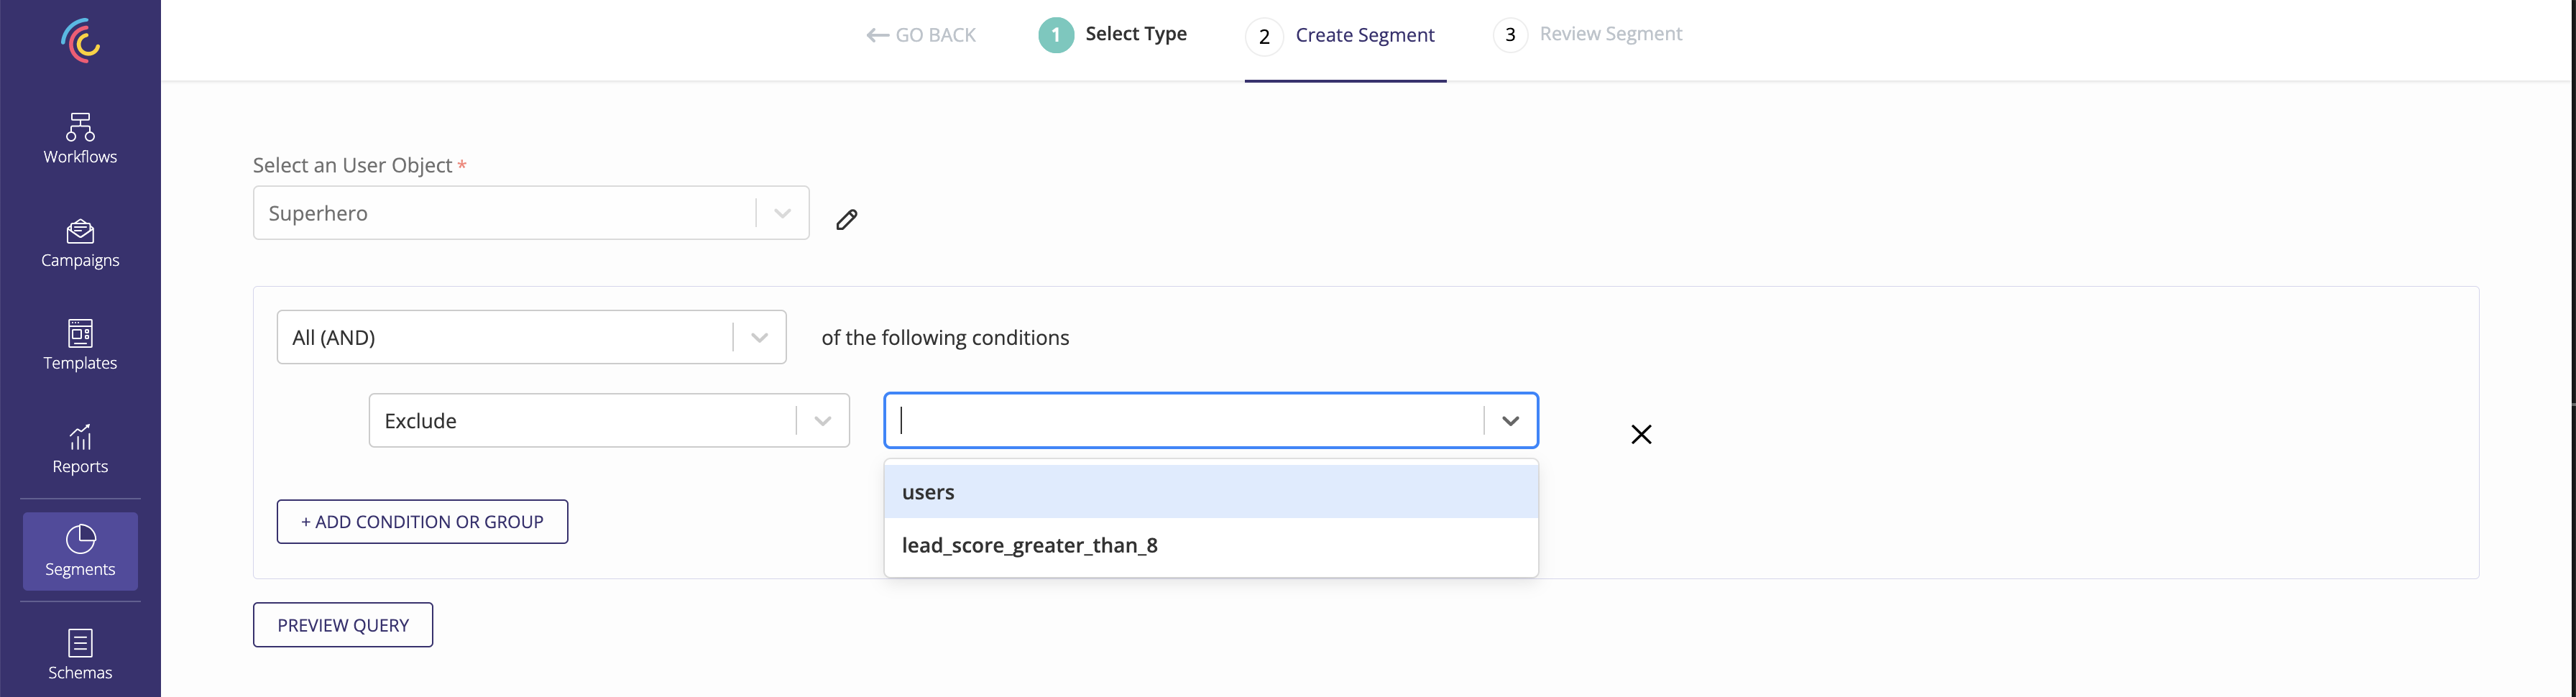 GO BACK
1 Select Type
2 Create Segment
3 Review Segment
Workflows
Campaigns
Templates
Reports
Segments
Schemas
Select an User Object *
Superhero
All (AND)
of the following conditions
Exclude
users
lead_score_greater_than_8
+ ADD CONDITION OR GROUP
PREVIEW QUERY